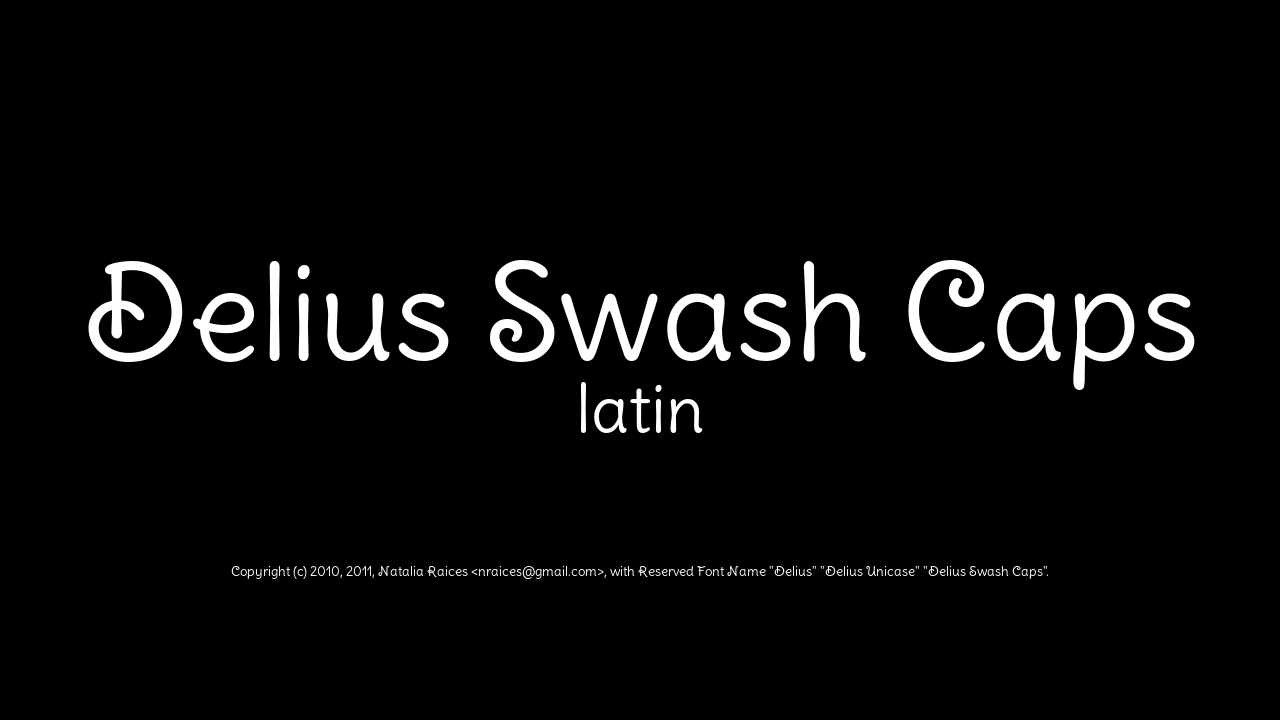 Delius Swash Caps
latin
Copyright (c) 2010, 2011, Natalia Raices <nraices@gmail.com>, with Reserved Font Name "Delius" "Delius Unicase" "Delius Swash Caps".